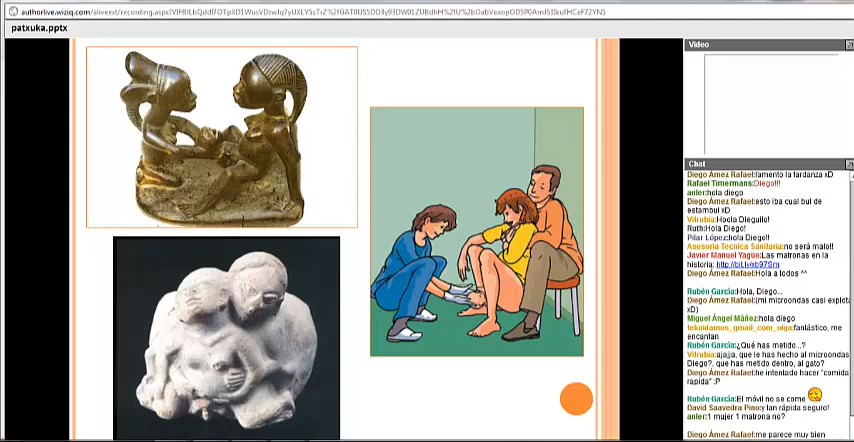 patxuka.pptx
Video
Chat
Diego Ámez Rafael:lamento la tardanza xD
Rafael Timermans:Diego!!!
anler:hola diego
Diego Ámez Rafael:esto iba cual bul de
estambul xD
Vilrubia:Hoola Dieguito!
Ruth:Hola Diego!
Pilar López:hola Diego!!
Asesoria Tecnica Sanitaria:no será malo!!
Javier Manuel Yagüe:Las matronas en la
historia:
Diego Ámez Rafael:Hola a todos ^^
Rubén García:Hola, Diego...
Diego Ámez Rafael:(mi microondas casi explota
xD)
Miguel Ángel Máñez:hola diego
tekuidamos_gmail_com_olga:fantástico, me
encantan
Rubén García:¿Qué has metido...?
Vilrubia:ajajja, que le has hecho al microondas
Diego?, que has metido dentro, al gato?
Diego Ámez Rafael:he intentado hacer "comida
rapida" :P
Rubén García:El móvil no se come
David Saavedra Pino:y tan rápida seguro!
anler:1 mujer 1 matrona no?
Diego Ámez Rafael:me parece muy bien